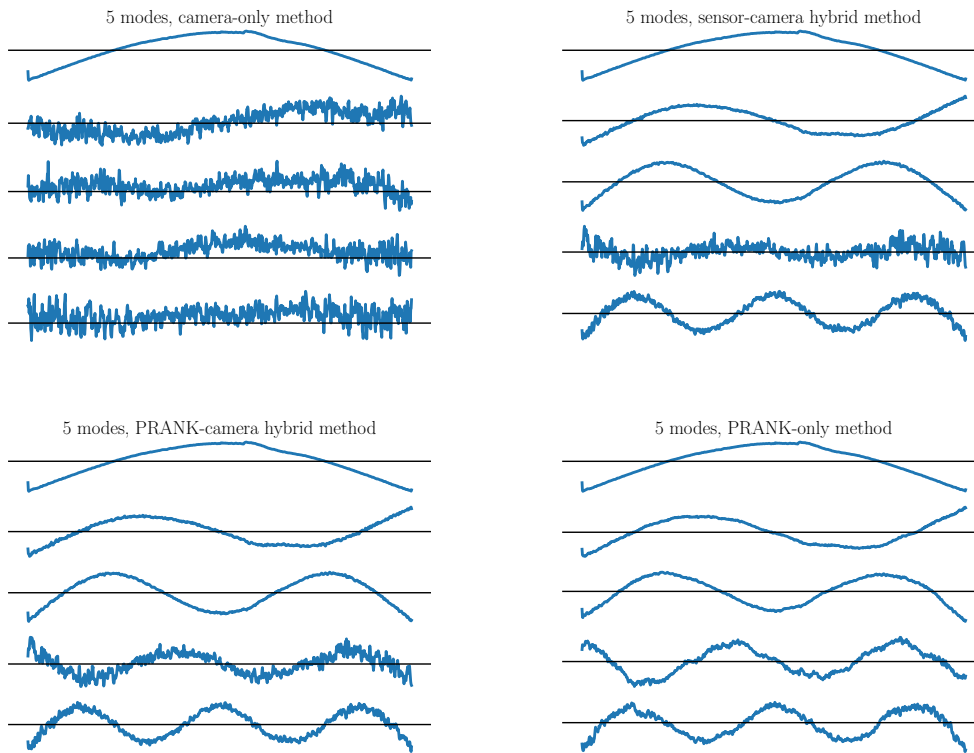 5 modes, camera-only method
5 modes, sensor-camera hybrid method
5 modes, PRANK-camera hybrid method
5 modes, PRANK-only method